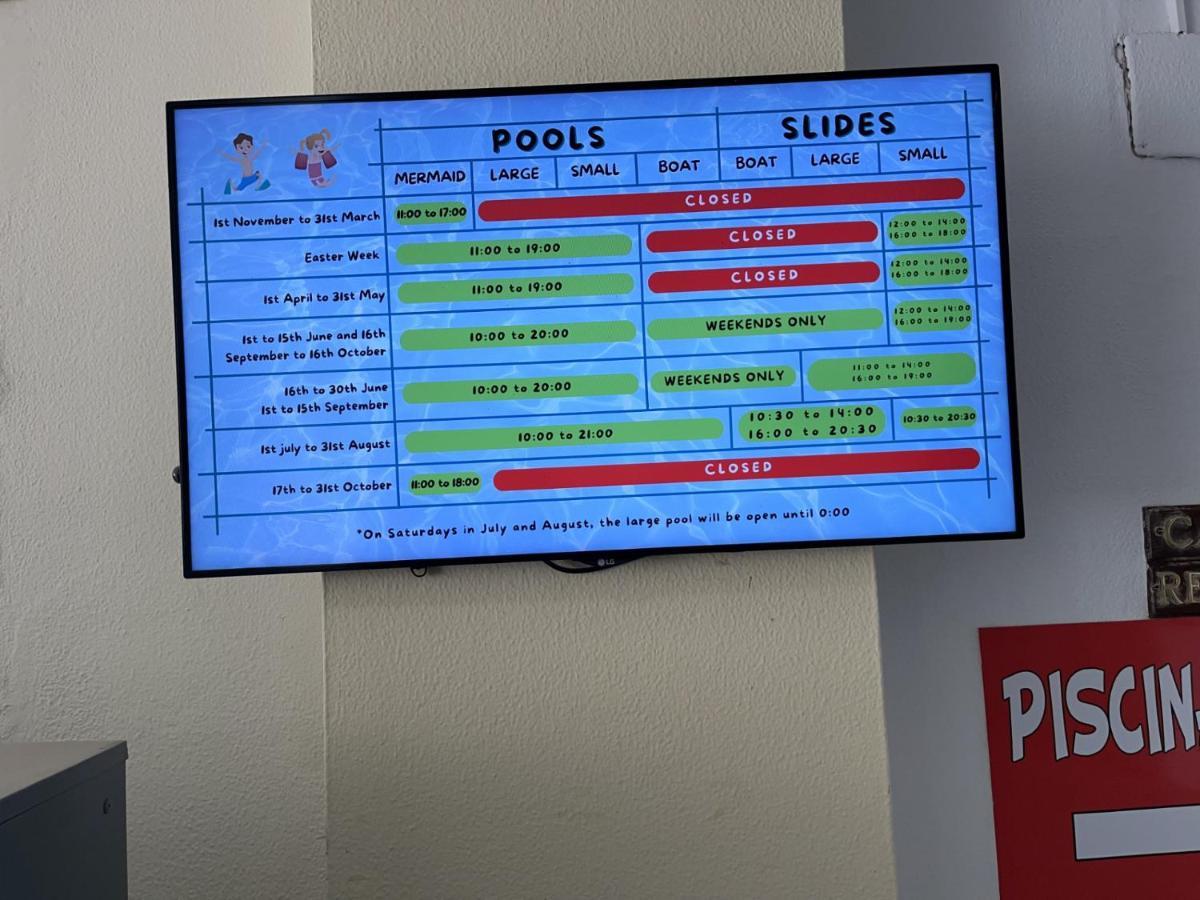 POOLS SLIDES
MERMAID LARGE SMALL BOAT BOAT LARGE SMALL
1st November to 31st March 11:00 to 17:00 CLOSED
Easter Week 11:00 to 19:00 CLOSED 12:00 to 14:00
16:00 to 18:00
1st April to 31st May 11:00 to 19:00 CLOSED 12:00 to 14:00
16:00 to 18:00
1st to 15th June and 16th
September to 16th October 10:00 to 20:00 WEEKENDS ONLY 12:00 to 14:00
16:00 to 19:00
16th to 30th June
1st to 15th September 10:00 to 20:00 WEEKENDS ONLY 11:00 to 14:00
16:00 to 19:00
1st july to 31st August 10:00 to 21:00 10:30 to 14:00
16:00 to 20:30 10:30 to 20:30
17th to 31st October 11:00 to 18:00 CLOSED
*On Saturdays in July and August, the large pool will be open until 0:00
LG
RE
PISCIN